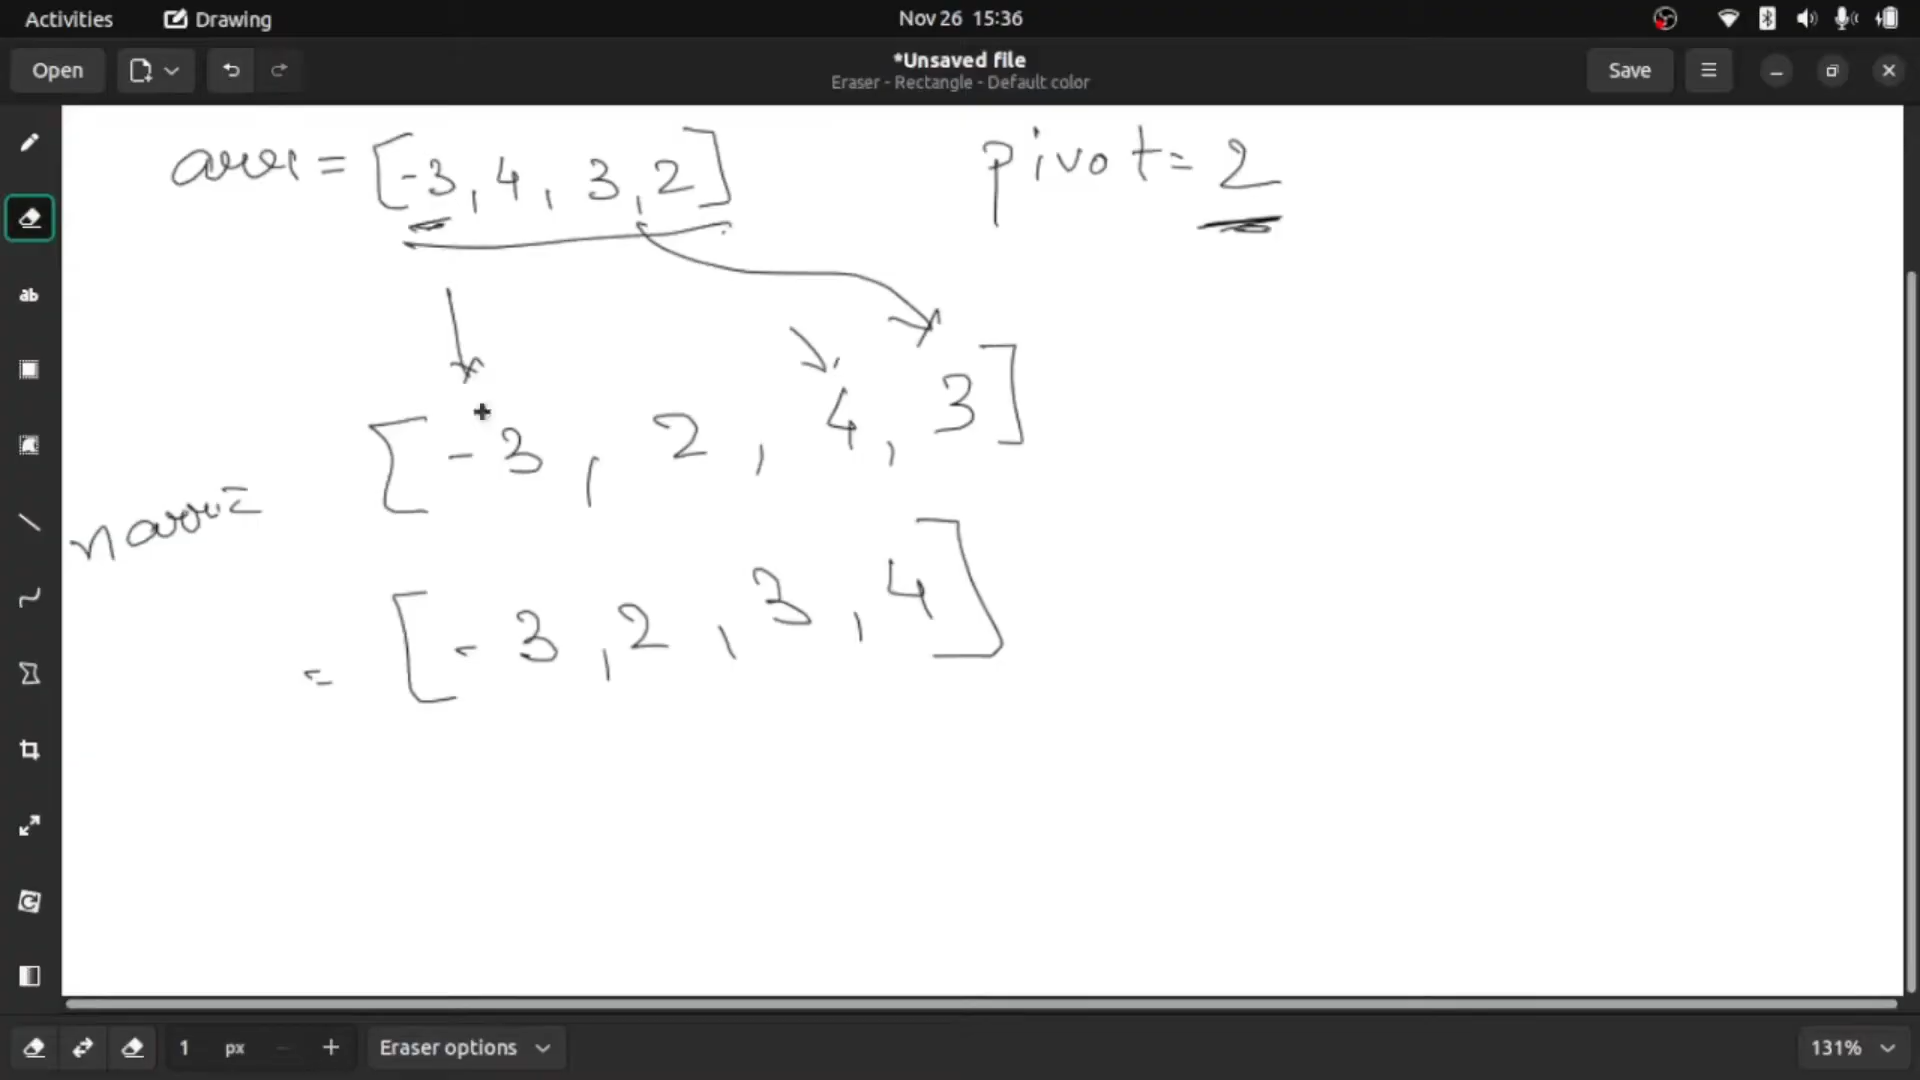 Activities Drawing Nov 26 15:36
Open *Unsaved file Save
Eraser - Rectangle - Default color
ab
arr = [-3, 4, 3, 2] pivot = 2
[-3, 2, 4, 3]
narr =
= [-3, 2, 3, 4]
1 px - + Eraser options 131%